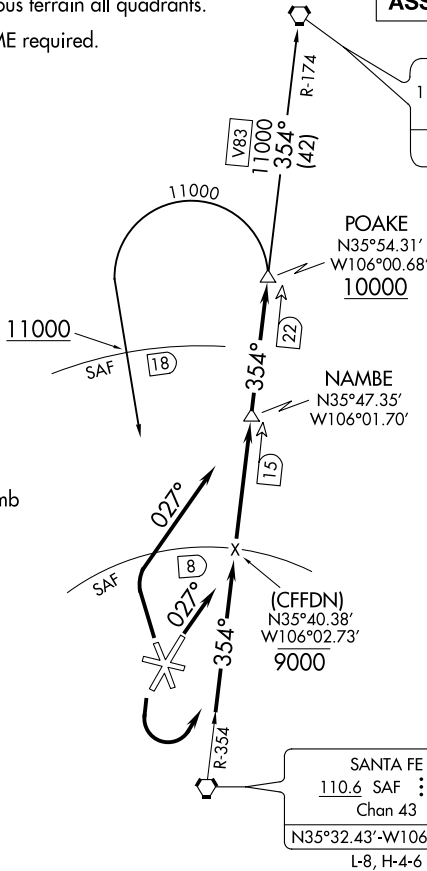 ous terrain all quadrants.
ASS
ME required.
R-174
1
V83
11000
354°
(42)
11000
POAKE
N35°54.31'
W106°00.68'
10000
11000
22
SAF
18
354°
NAMBE
N35°47.35'
W106°01.70'
15
mb
027°
SAF
8
X
027°
(CFFDN)
N35°40.38'
W106°02.73'
9000
354°
R-354
SANTA FE
110.6 SAF
Chan 43
N35°32.43'-W106
L-8, H-4-6